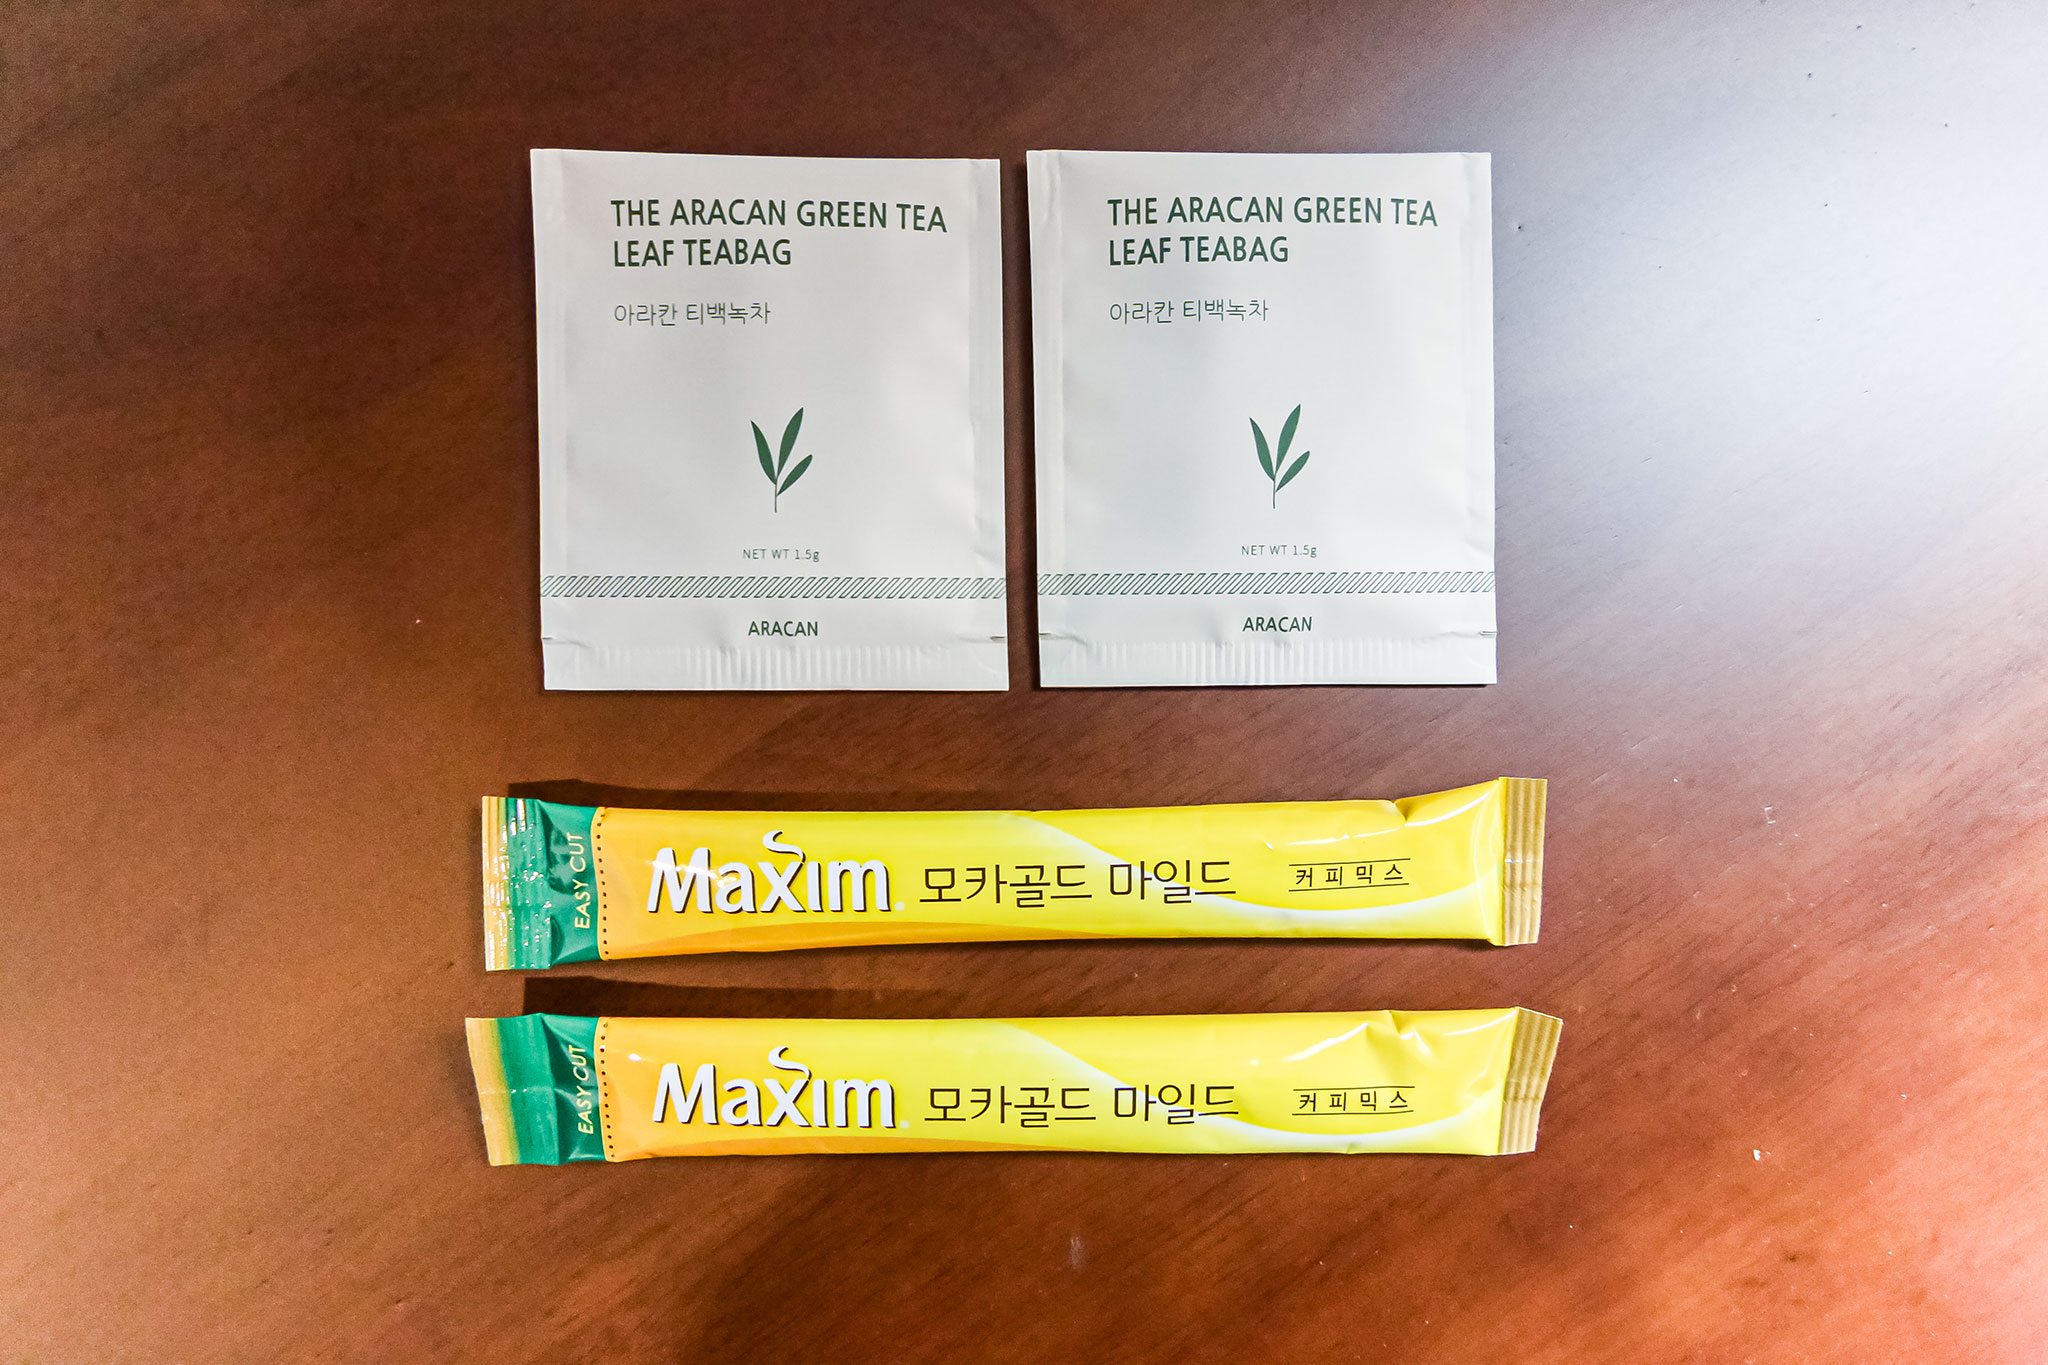 THE ARACAN GREEN TEA
LEAF TEABAG
아라칸 티백녹차
NET WT 1.5g
ARACAN
THE ARACAN GREEN TEA
LEAF TEABAG
아라칸 티백녹차
NET WT 1.5g
ARACAN
EASY CUT
Maxim 모카골드 마일드 커피믹스
EASY CUT
Maxim 모카골드 마일드 커피믹스